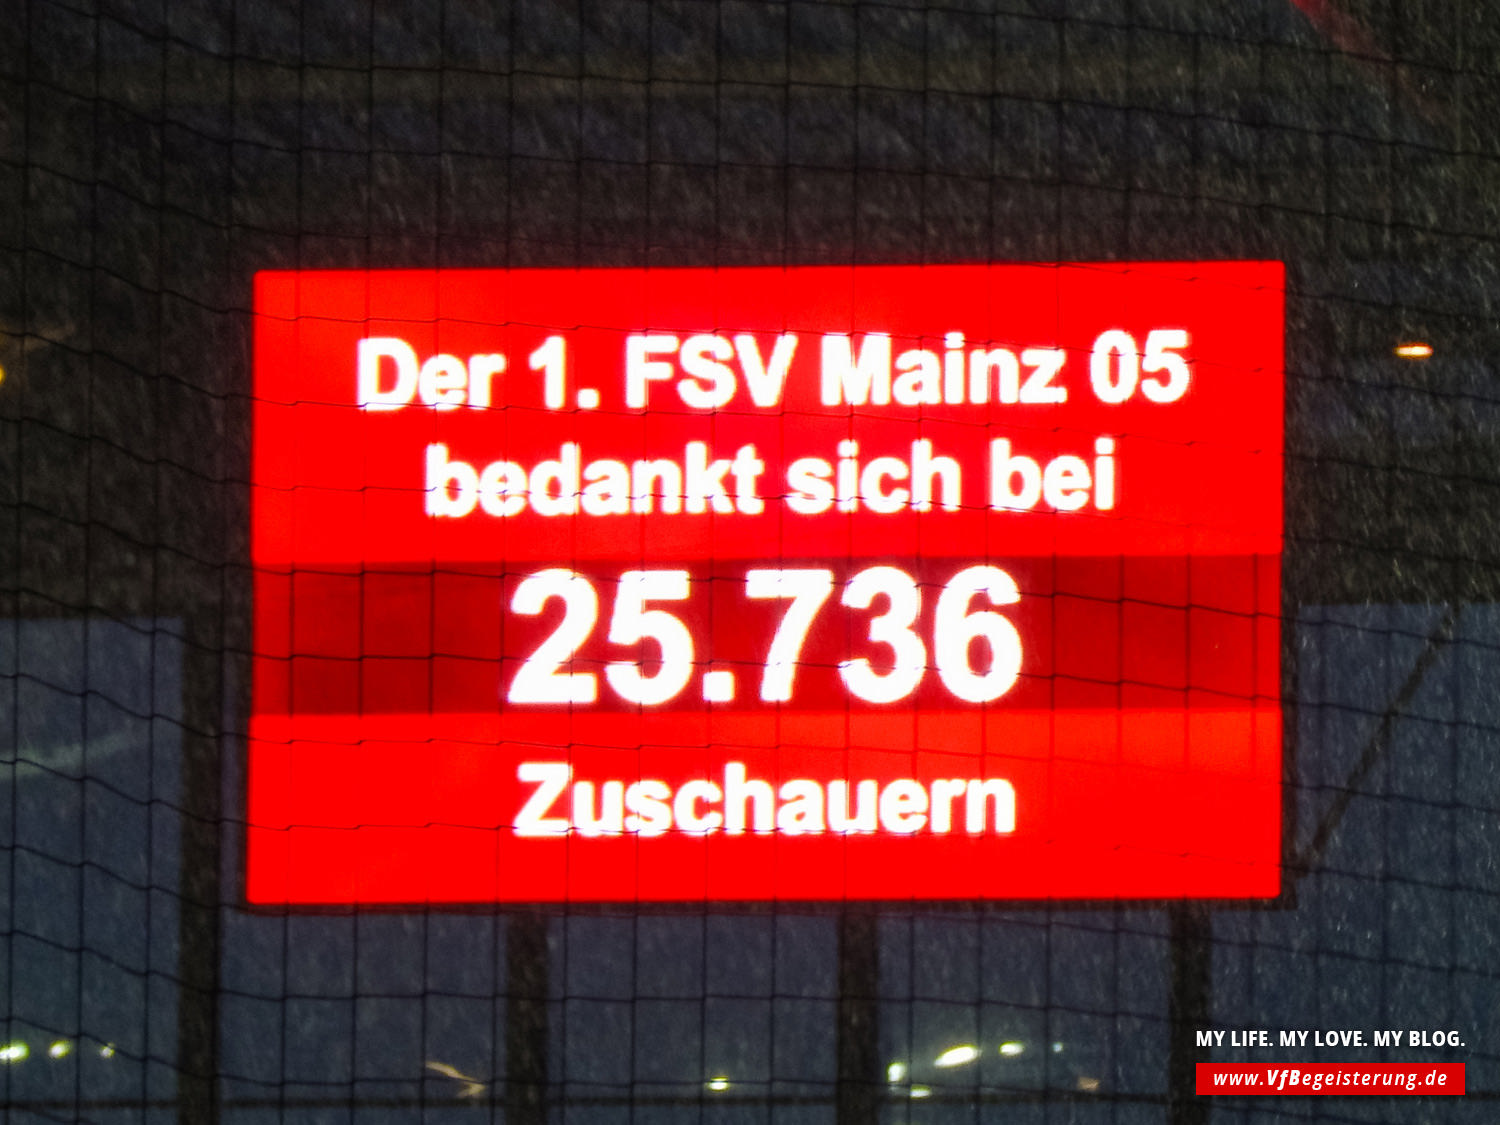 Der 1. FSV Mainz 05
bedankt sich bei
25.736
Zuschauern
MY LIFE. MY LOVE. MY BLOG.
www.VfBegeisterung.de